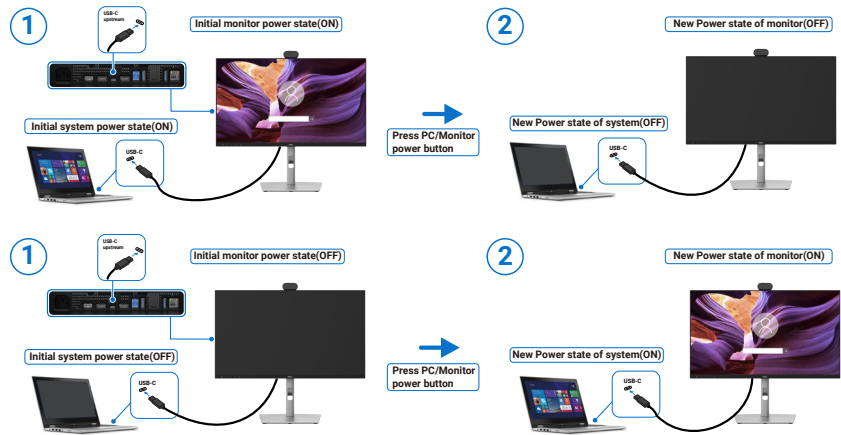 1
USB-C
upstream
Initial monitor power state(ON)
2
New Power state of monitor(OFF)
Initial system power state(ON)
USB-C
Press PC/Monitor
power button
New Power state of system(OFF)
USB-C
1
USB-C
upstream
Initial monitor power state(OFF)
2
New Power state of monitor(ON)
Initial system power state(OFF)
USB-C
Press PC/Monitor
power button
New Power state of system(ON)
USB-C